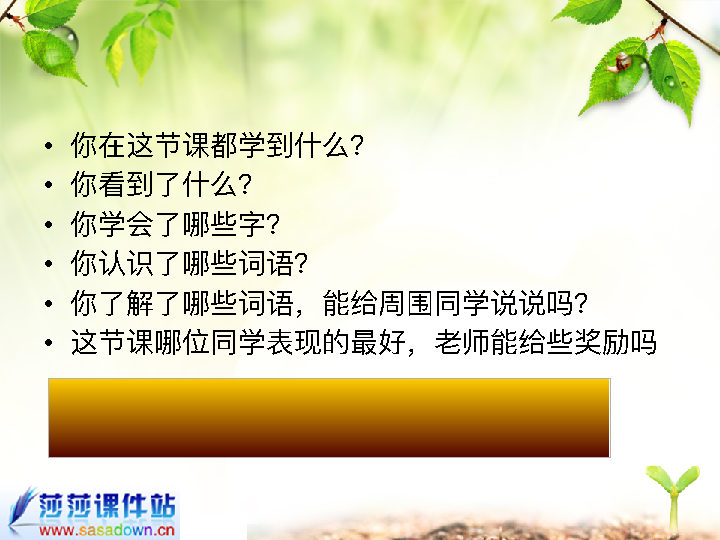 • 你在这节课都学到什么?
• 你看到了什么?
• 你学会了哪些字?
• 你认识了哪些词语?
• 你了解了哪些词语，能给周围同学说说吗?
• 这节课哪位同学表现的最好，老师能给些奖励吗
莎莎课件站
www.sasadown.cn